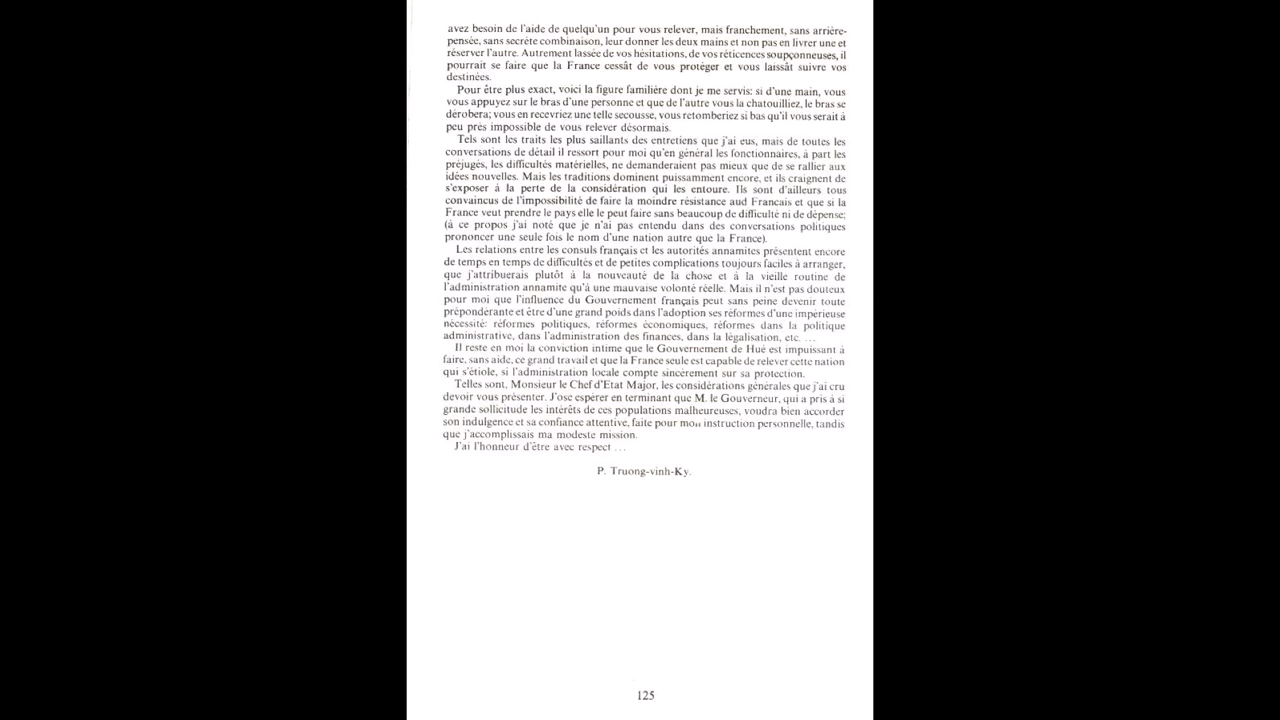 avez besoin de l'aide de quelqu'un pour vous relever, mais franchement, sans arrière-
pensée, sans secrète combinaison, leur donner les deux mains et non pas en livrer une et
réserver l'autre. Autrement lassée de vos hésitations, de vos réticences soupçonneuses, il
pourrait se faire que la France cessât de vous protéger et vous laissât suivre vos
destinées.
Pour être plus exact, voici la figure familière dont je me servis: si d'une main, vous
vous appuyez sur le bras d'une personne et que de l'autre vous la chatouilliez, le bras se
dérobera; vous en recevriez une telle secousse, vous retomberiez si bas qu'il vous serait à
peu près impossible de vous relever désormais.
Tels sont les traits les plus saillants des entretiens que j'ai eus, mais de toutes les
conversations de détail il ressort pour moi qu'en général les fonctionnaires, à part les
préjugés, les difficultés matérielles, ne demanderaient pas mieux que de se rallier aux
idées nouvelles. Mais les traditions dominent puissamment encore, et ils craignent de
s'exposer à la perte de la considération qui les entoure. Ils sont d'ailleurs tous
convaincus de l'impossibilité de faire la moindre résistance aud Francais et que si la
France veut prendre le pays elle le peut faire sans beaucoup de difficulté ni de dépense;
(à ce propos j'ai noté que je n'ai pas entendu dans des conversations politiques
prononcer une seule fois le nom d'une nation autre que la France).
Les relations entre les consuls français et les autorités annamites présentent encore
de temps en temps de difficultés et de petites complications toujours faciles à arranger,
que j'attribuerais plutôt à la nouveauté de la chose et à la vieille routine de
l'administration annamite qu'à une mauvaise volonté réelle. Mais il n'est pas douteux
pour moi que l'influence du Gouvernement français peut sans peine devenir toute
prépondérante et être d'une grand poids dans l'adoption ses réformes d'une impérieuse
nécessité: réformes politiques, réformes économiques, réformes dans la politique
administrative, dans l'administration des finances, dans la légalisation, etc. ...
Il reste en moi la conviction intime que le Gouvernement de Hué est impuissant à
faire, sans aide, ce grand travail et que la France seule est capable de relever cette nation
qui s'étiole, si l'administration locale compte sincèrement sur sa protection.
Telles sont, Monsieur le Chef d'Etat Major, les considérations générales que j'ai cru
devoir vous présenter. J'ose espérer en terminant que M. le Gouverneur, qui a pris à si
grande sollicitude les intérêts de ces populations malheureuses, voudra bien accorder
son indulgence et sa confiance attentive, faite pour mon instruction personnelle, tandis
que j'accomplissais ma modeste mission.
J'ai l'honneur d'être avec respect ...
P. Truong-vinh-Ky.
125